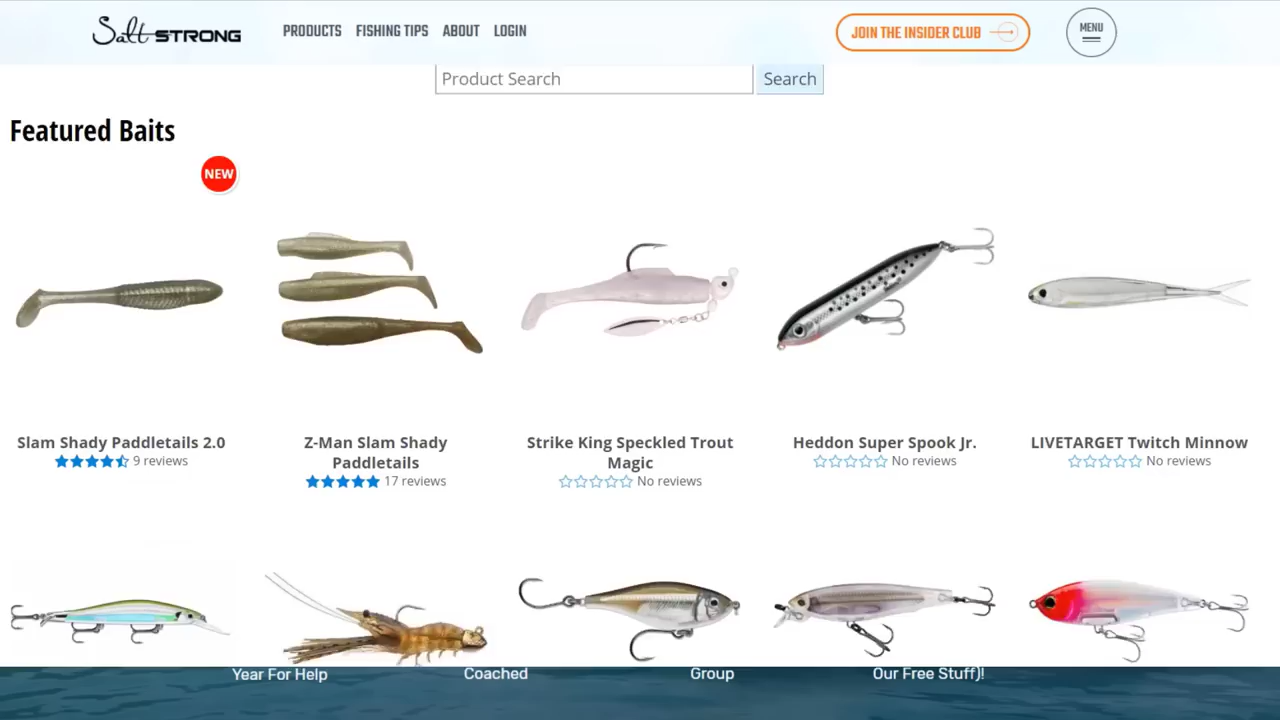 Salt STRONG
PRODUCTS FISHING TIPS ABOUT LOGIN
JOIN THE INSIDER CLUB
MENU
Product Search
Search
Featured Baits
NEW
Slam Shady Paddletails 2.0
9 reviews
Z-Man Slam Shady
Paddletails
17 reviews
Strike King Speckled Trout
Magic
No reviews
Heddon Super Spook Jr.
No reviews
LIVETARGET Twitch Minnow
No reviews
Year For Help
Coached
Group
Our Free Stuff)!